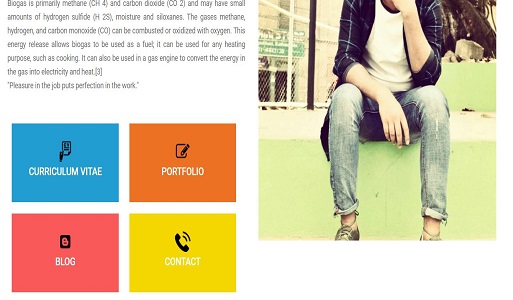 Biogas is primarily methane (CH 4) and carbon dioxide (CO 2) and may have small
amounts of hydrogen sulfide (H 2S), moisture and siloxanes. The gases methane,
hydrogen, and carbon monoxide (CO) can be combusted or oxidized with oxygen. This
energy release allows biogas to be used as a fuel; it can be used for any heating
purpose, such as cooking. It can also be used in a gas engine to convert the energy in
the gas into electricity and heat.[3]
"Pleasure in the job puts perfection in the work."
CURRICULUM VITAE
PORTFOLIO
BLOG
CONTACT